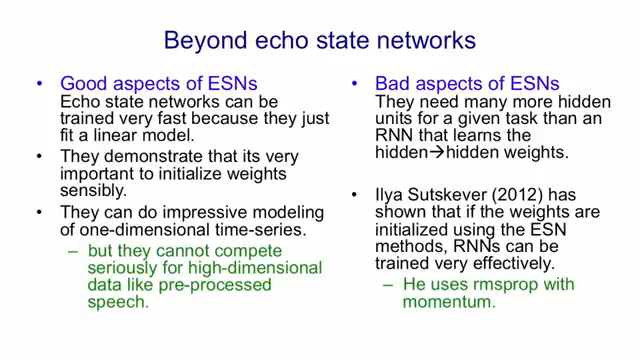 Beyond echo state networks
• Good aspects of ESNs
Echo state networks can be
trained very fast because they just
fit a linear model.
• They demonstrate that its very
important to initialize weights
sensibly.
• They can do impressive modeling
of one-dimensional time-series.
– but they cannot compete
seriously for high-dimensional
data like pre-processed
speech.
• Bad aspects of ESNs
They need many more hidden
units for a given task than an
RNN that learns the
hidden→hidden weights.
• Ilya Sutskever (2012) has
shown that if the weights are
initialized using the ESN
methods, RNNs can be
trained very effectively.
– He uses rmsprop with
momentum.